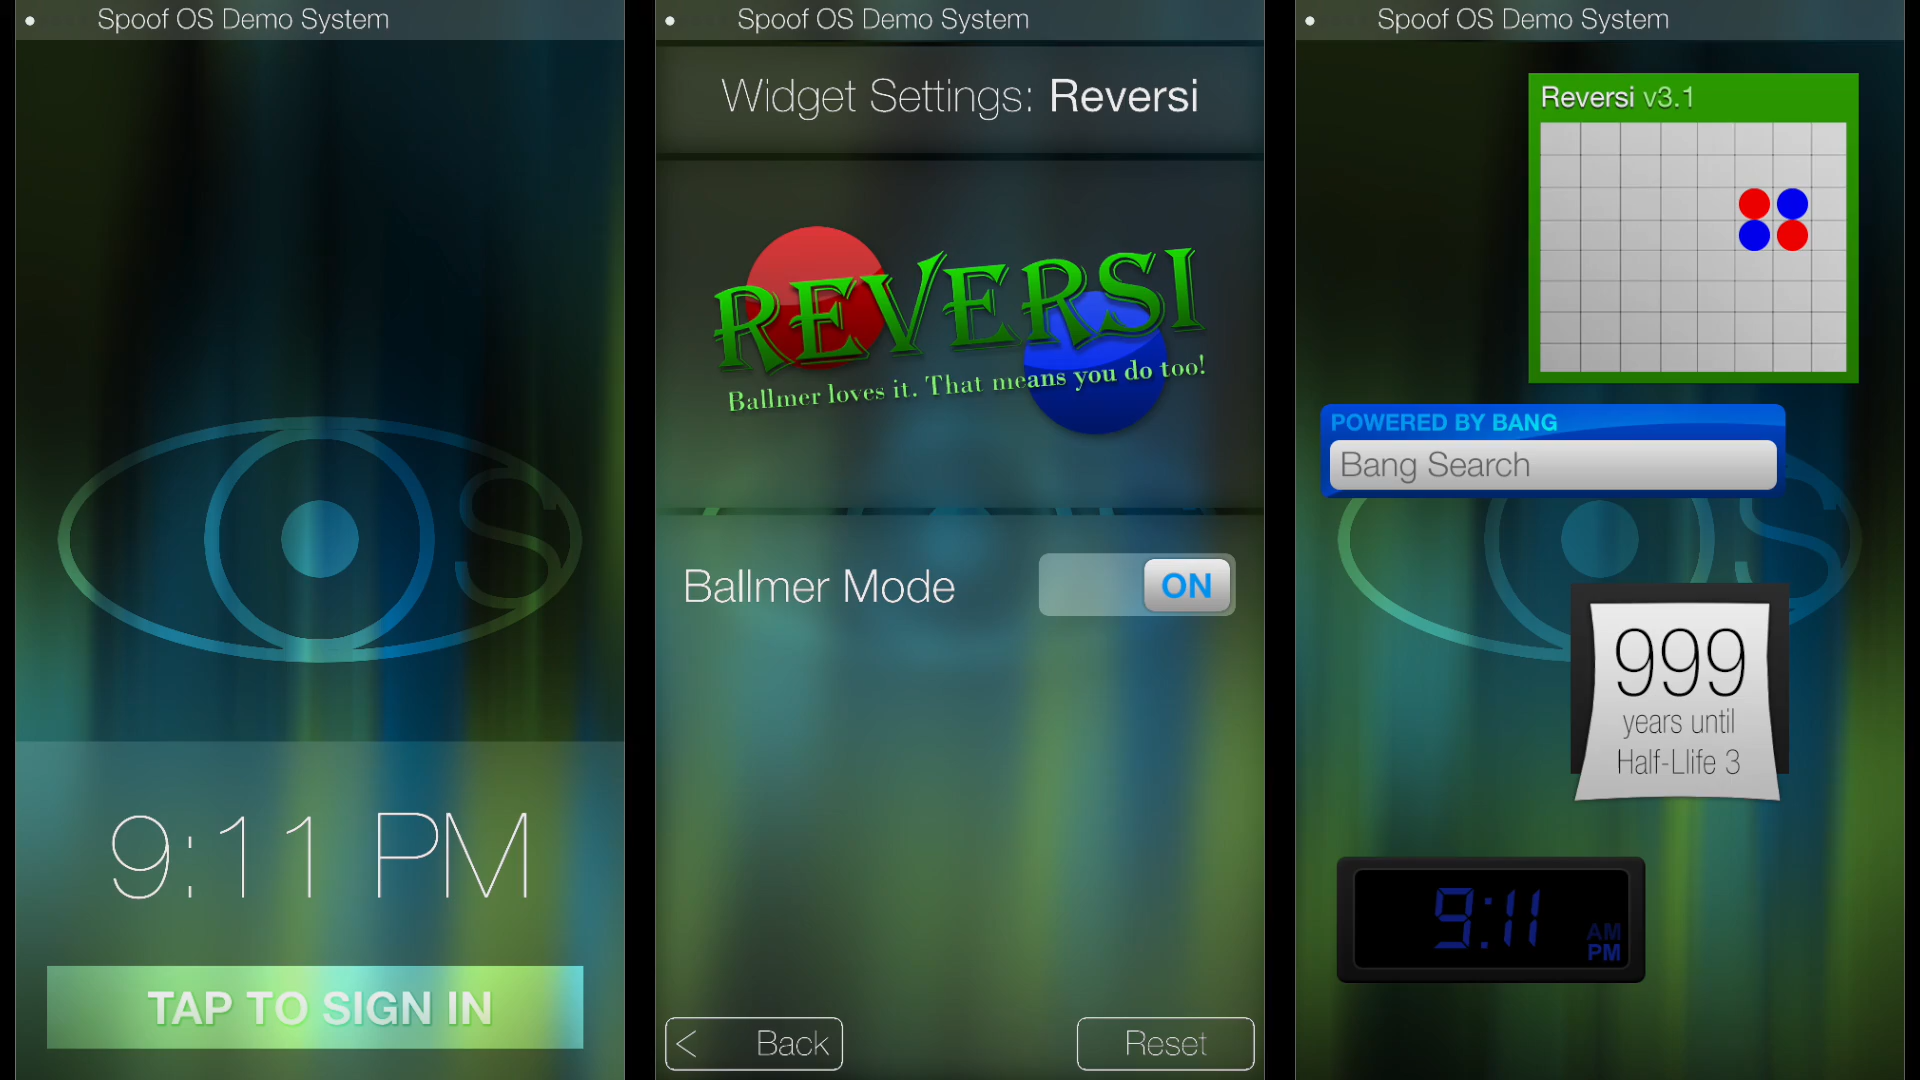 Spoof OS Demo System
OS
9:11 PM
TAP TO SIGN IN
Spoof OS Demo System
Widget Settings: Reversi
REVERSI
Ballmer loves it. That means you do too!
Ballmer Mode
ON
< Back
Reset
Spoof OS Demo System
Reversi v3.1
POWERED BY BANG
Bang Search
OS
999
years until
Half-Llife 3
9:11
AM
PM